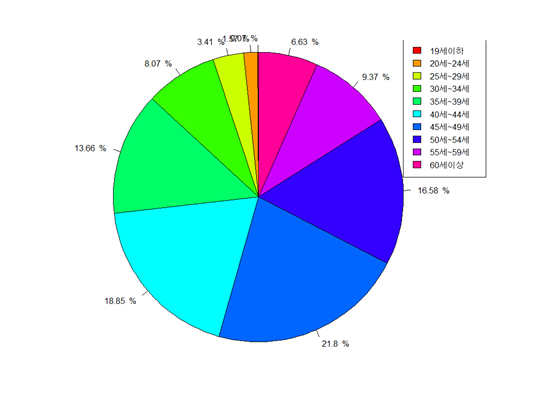 3.41 %
6.63 %
8.07 %
9.37 %
13.66 %
16.58 %
18.85 %
21.8 %
19세이하
20세~24세
25세~29세
30세~34세
35세~39세
40세~44세
45세~49세
50세~54세
55세~59세
60세이상